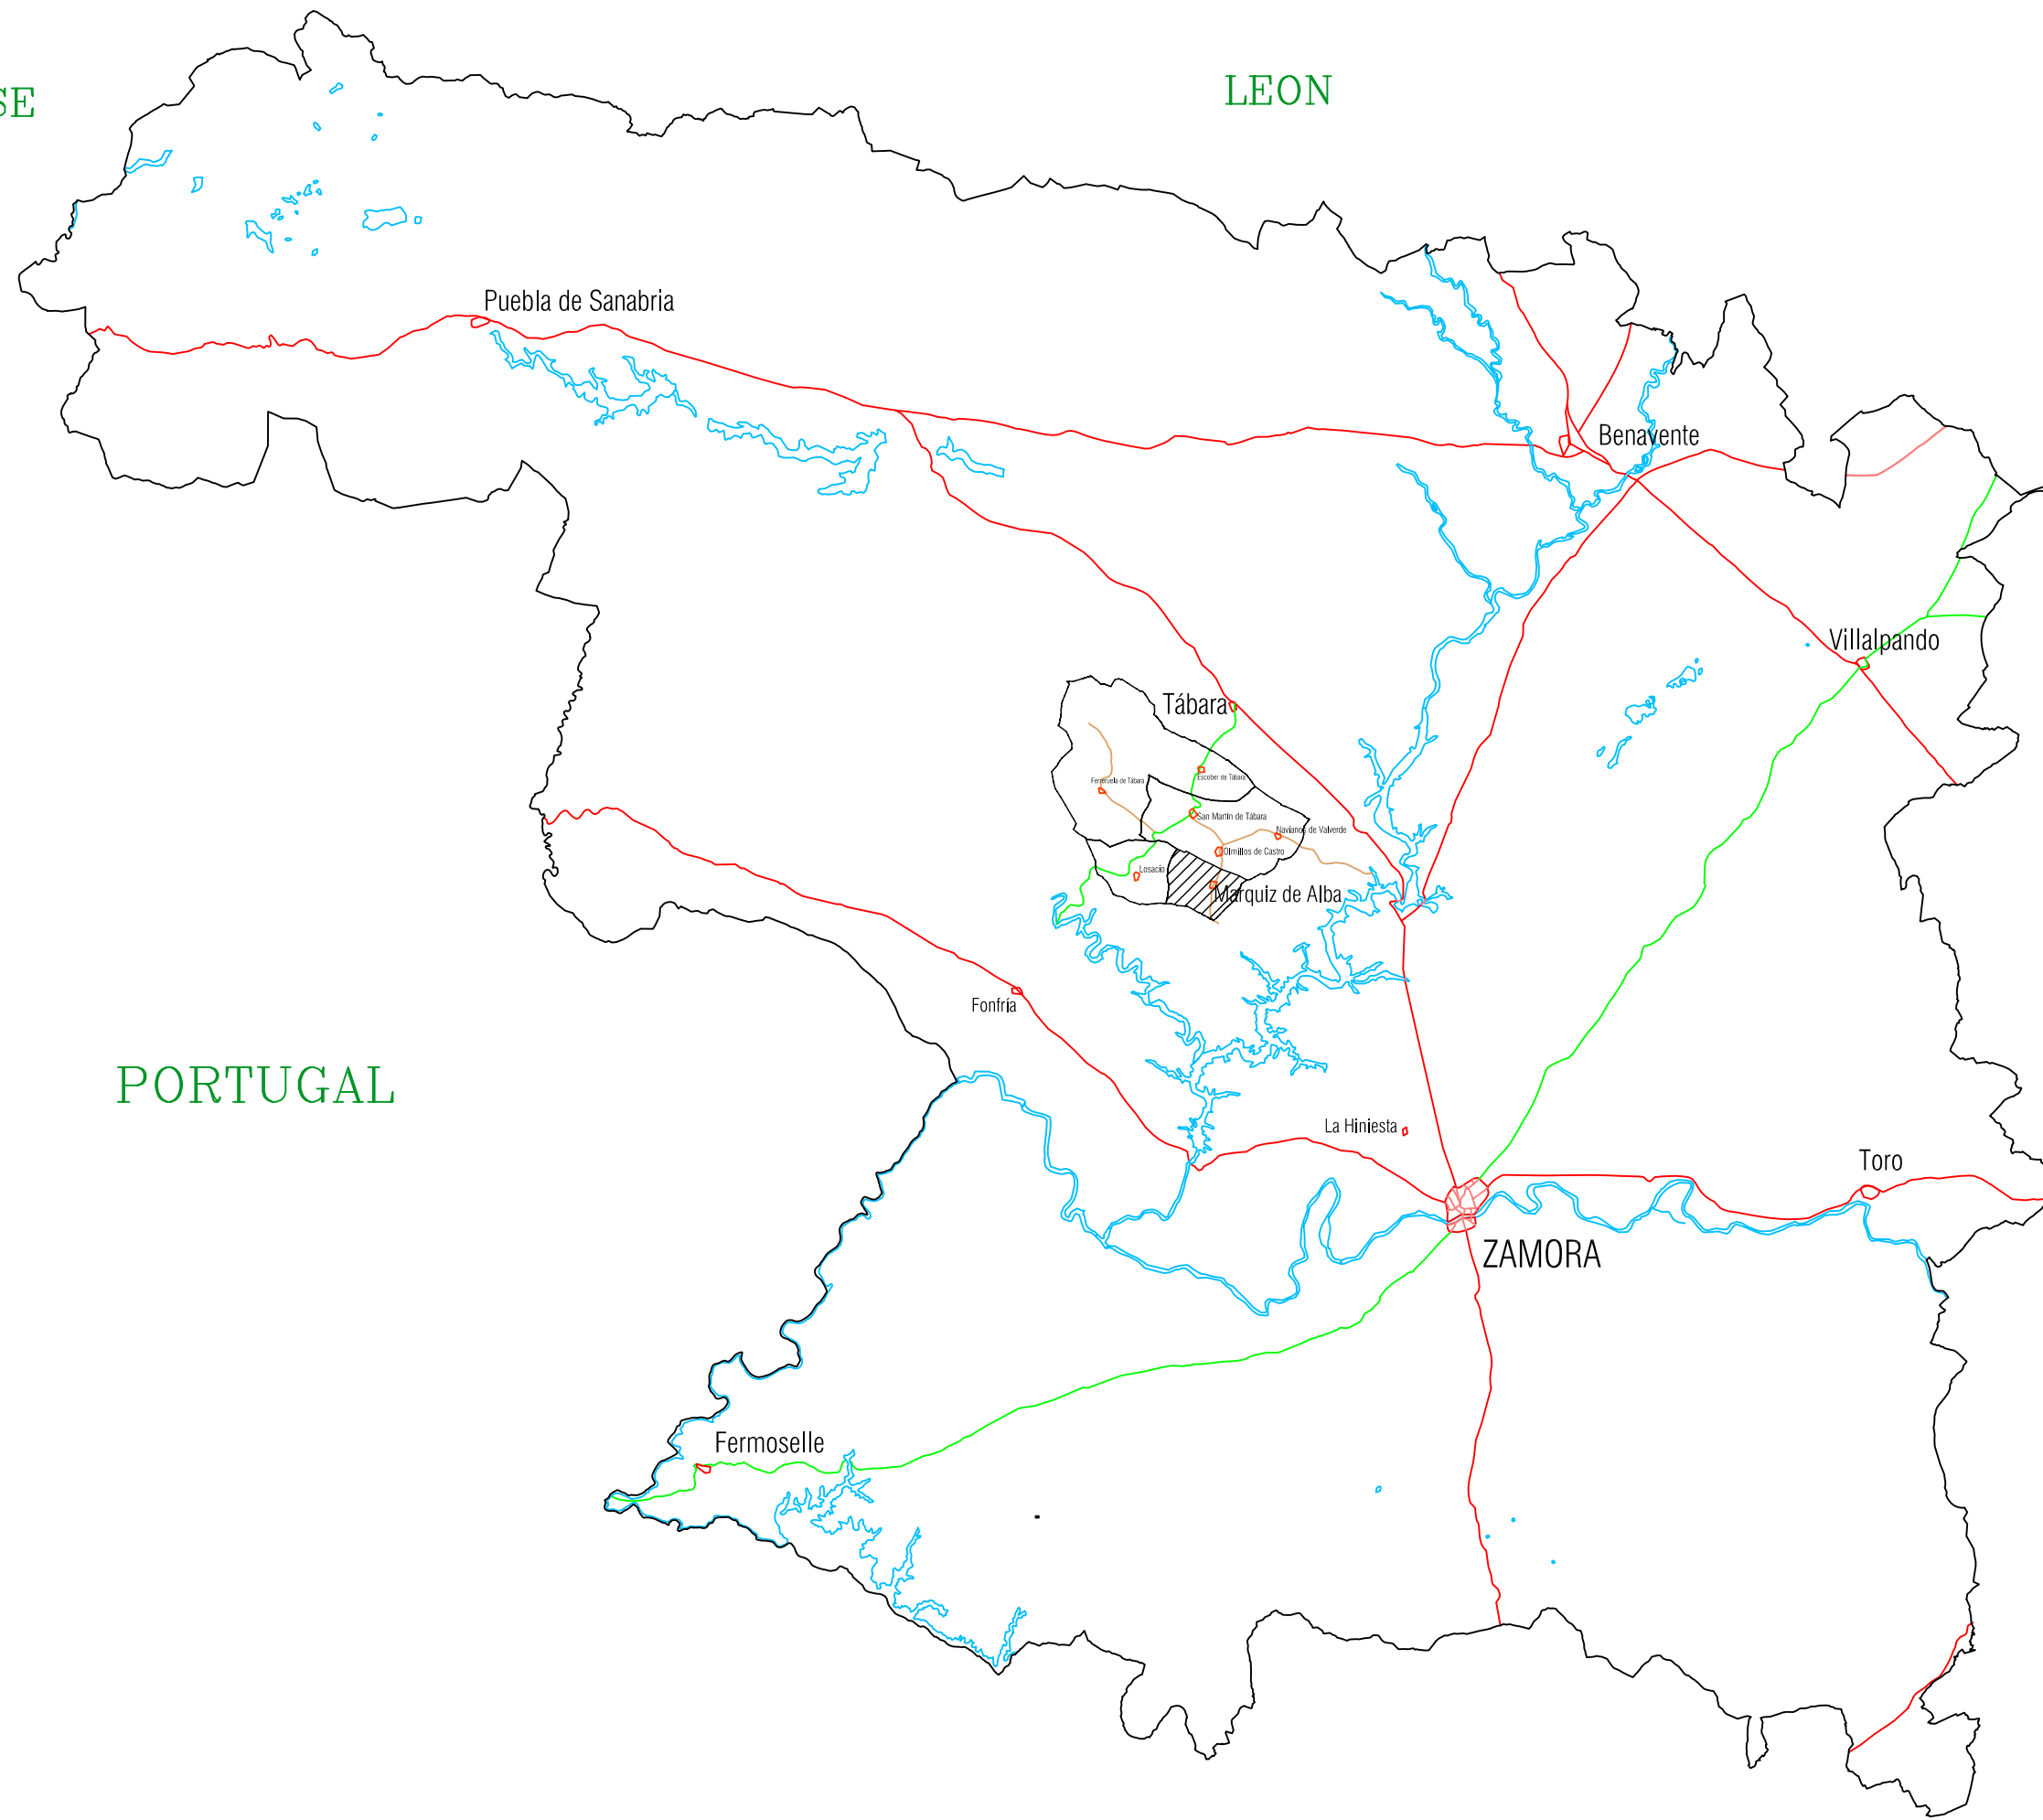 LEON
SE
Puebla de Sanabria
Benavente
Villalpando
Tábara
Escober de Tábara
Ferreruela de Tábara
San Martín de Tábara
Navianos de Valverde
Olmillos de Castro
Losacio
Marquiz de Alba
Fonfría
PORTUGAL
La Hiniesta
Toro
ZAMORA
Fermoselle